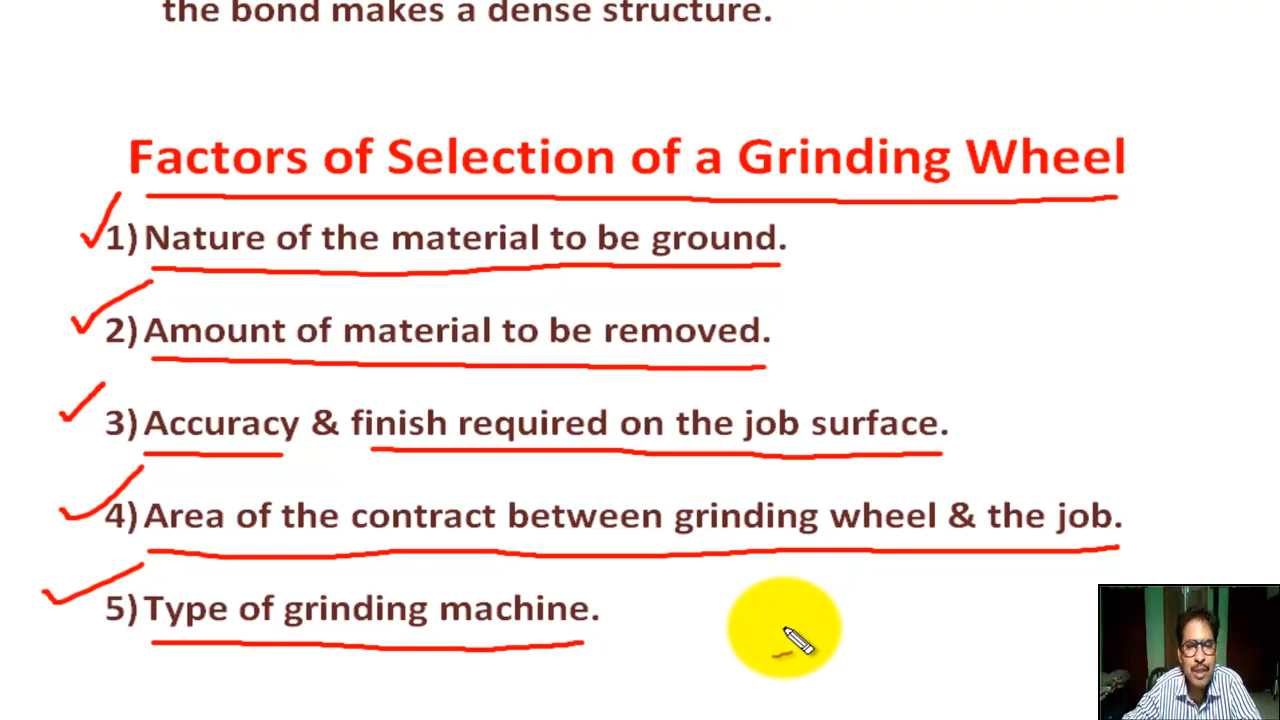 the bond makes a dense structure.
Factors of Selection of a Grinding Wheel
1) Nature of the material to be ground.
2) Amount of material to be removed.
3) Accuracy & finish required on the job surface.
4) Area of the contract between grinding wheel & the job.
5) Type of grinding machine.